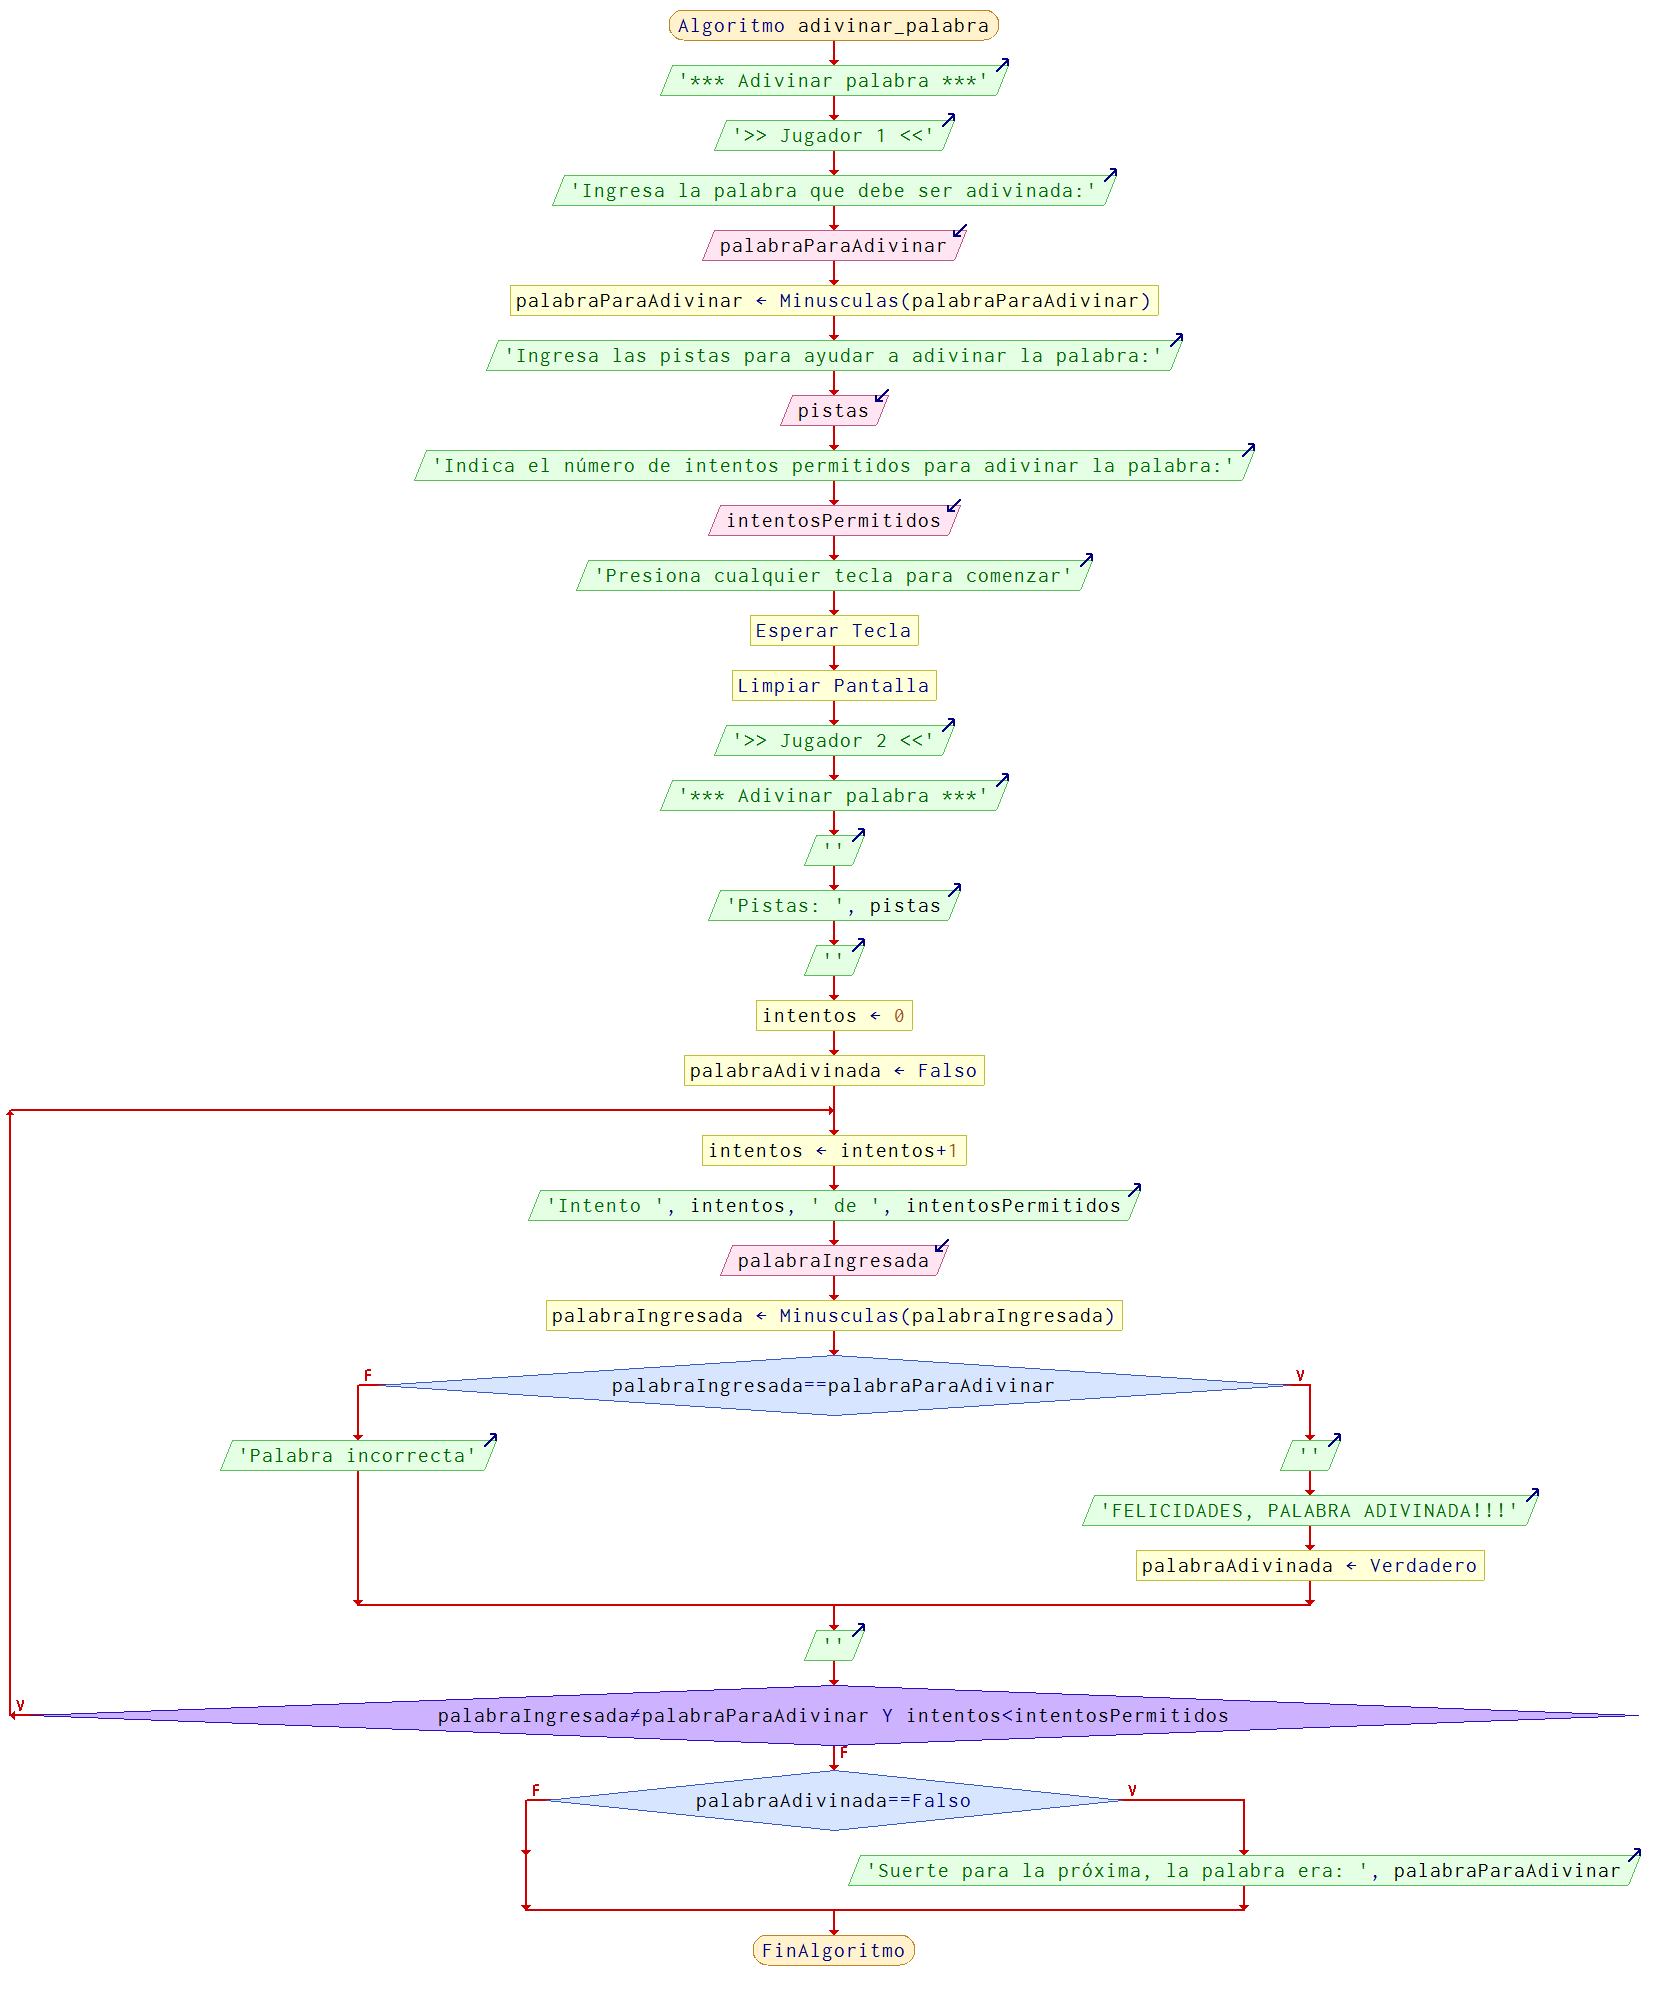 Algoritmo adivinar_palabra
'*** Adivinar palabra ***'
'>> Jugador 1 <<'
'Ingresa la palabra que debe ser adivinada:'
palabraParaAdivinar
palabraParaAdivinar ← Minusculas(palabraParaAdivinar)
'Ingresa las pistas para ayudar a adivinar la palabra:'
pistas
'Indica el número de intentos permitidos para adivinar la palabra:'
intentosPermitidos
'Presiona cualquier tecla para comenzar'
Esperar Tecla
Limpiar Pantalla
'>> Jugador 2 <<'
'*** Adivinar palabra ***'
''
'Pistas: ', pistas
''
intentos ← 0
palabraAdivinada ← Falso
intentos ← intentos+1
'Intento ', intentos, ' de ', intentosPermitidos
palabraIngresada
palabraIngresada ← Minusculas(palabraIngresada)
F
V
palabraIngresada==palabraParaAdivinar
'Palabra incorrecta'
''
'FELICIDADES, PALABRA ADIVINADA!!!'
palabraAdivinada ← Verdadero
''
V
palabraIngresada≠palabraParaAdivinar Y intentos<intentosPermitidos
F
F
V
palabraAdivinada==Falso
'Suerte para la próxima, la palabra era: ', palabraParaAdivinar
FinAlgoritmo